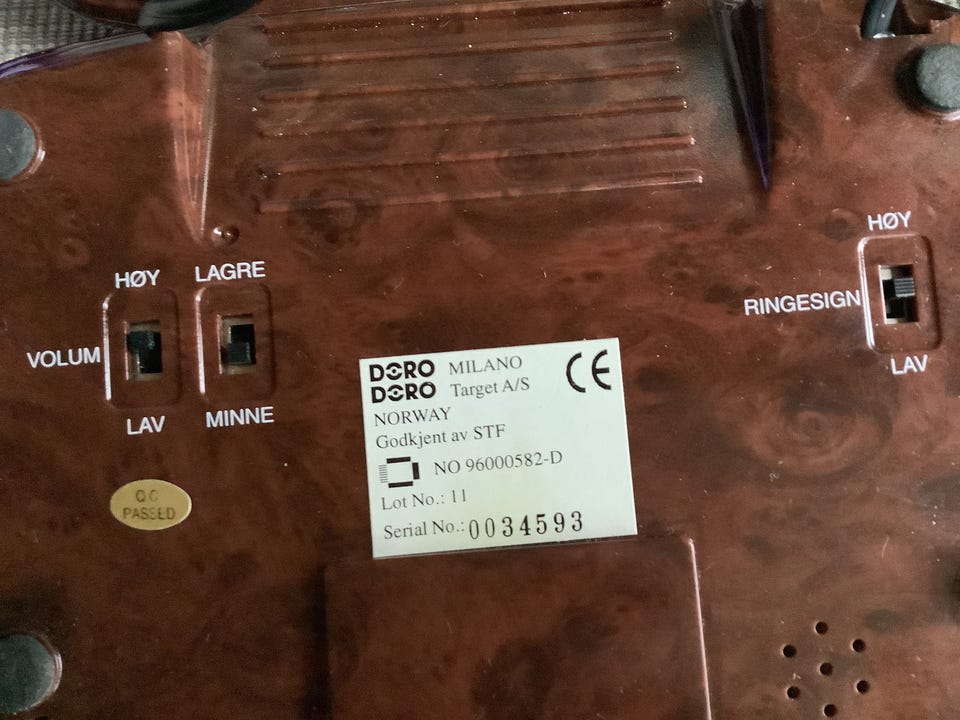 HØY
HØY LAGRE
RINGESIGN
VOLUM
LAV
LAV MINNE
DORO MILANO
DORO Target A/S
NORWAY
Godkjent av STF
NO 96000582-D
Lot No.: 11
Serial No.: 0034593
CE
QC
PASSED